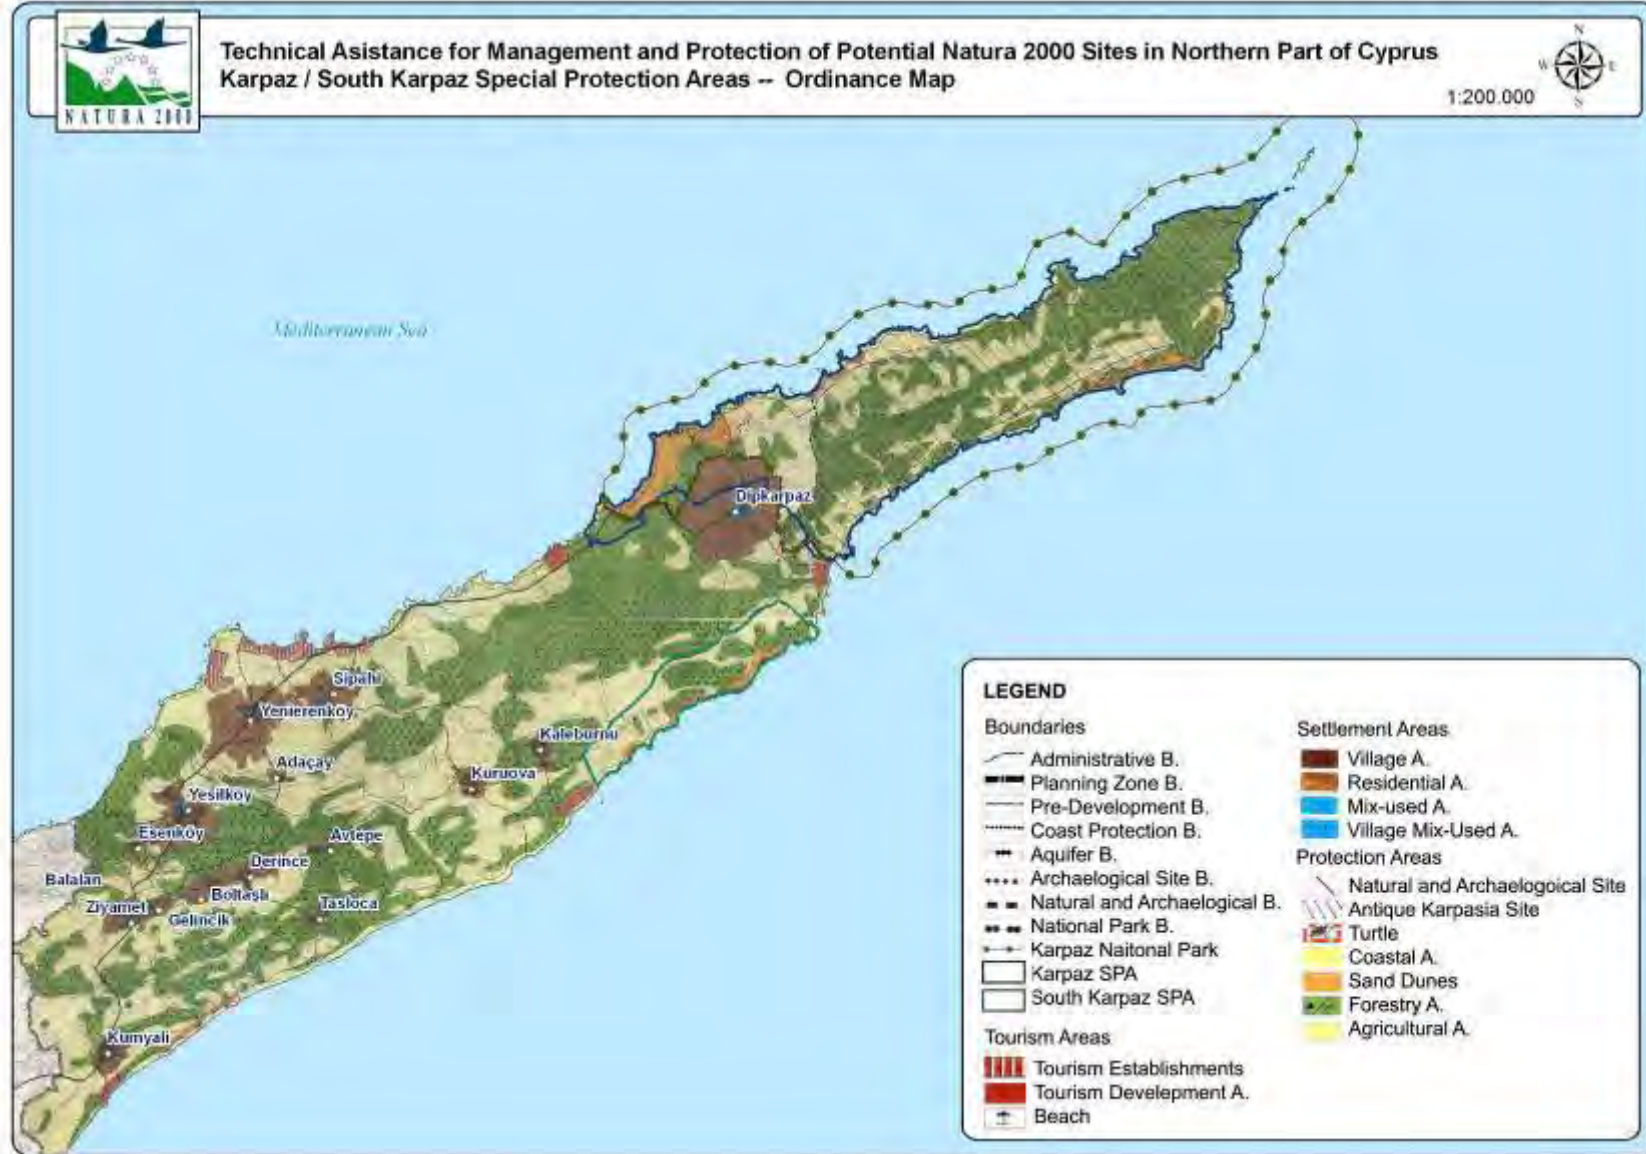 NATURA 2000
Technical Asistance for Management and Protection of Potential Natura 2000 Sites in Northern Part of Cyprus
Karpaz / South Karpaz Special Protection Areas -- Ordinance Map
N
W E
S
1:200.000
Mediterranean Sea
Dipkarpaz
Sipahi
Yenierenköy
Kaleburnu
Adaçay
Kuruova
Yesilköy
Esenköy
Avtepe
Derince
Balalan
Boltaşlı
Ziyamet
Gelincik
Tasloca
Kumyali
LEGEND
Boundaries
Administrative B.
Planning Zone B.
Pre-Development B.
Coast Protection B.
Aquifer B.
Archaelogical Site B.
Natural and Archaelogical B.
National Park B.
Karpaz Naitonal Park
Karpaz SPA
South Karpaz SPA
Tourism Areas
Tourism Establishments
Tourism Develepment A.
Beach
Settlement Areas
Village A.
Residential A.
Mix-used A.
Village Mix-Used A.
Protection Areas
Natural and Archaelogoical Site
Antique Karpasia Site
Turtle
Coastal A.
Sand Dunes
Forestry A.
Agricultural A.